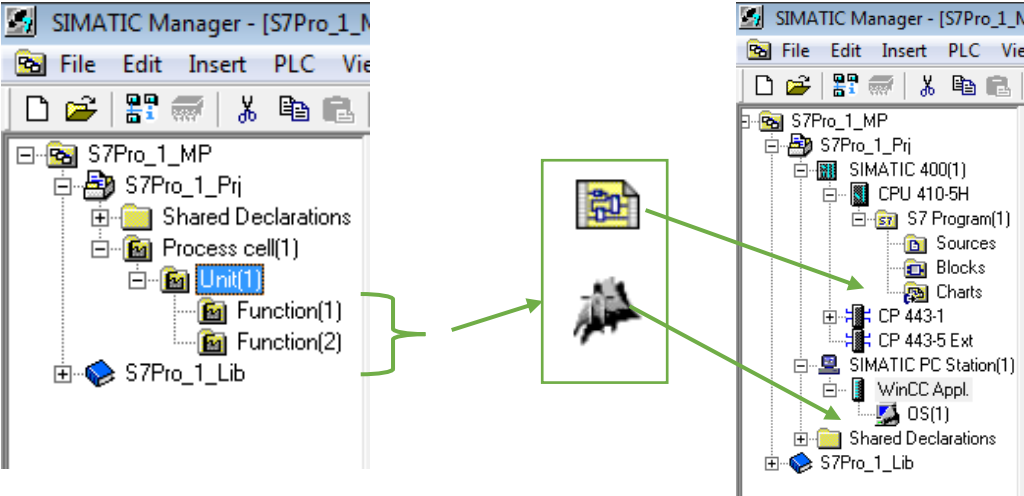 SIMATIC Manager - [S7Pro_1_M
File Edit Insert PLC Vie
S7Pro_1_MP
S7Pro_1_Prj
Shared Declarations
Process cell(1)
Unit(1)
Function(1)
Function(2)
S7Pro_1_Lib
SIMATIC Manager - [S7Pro_1_M
File Edit Insert PLC Vie
S7Pro_1_MP
S7Pro_1_Prj
SIMATIC 400(1)
CPU 410-5H
S7 Program(1)
Sources
Blocks
Charts
CP 443-1
CP 443-5 Ext
SIMATIC PC Station(1)
WinCC Appl.
OS(1)
Shared Declarations
S7Pro_1_Lib